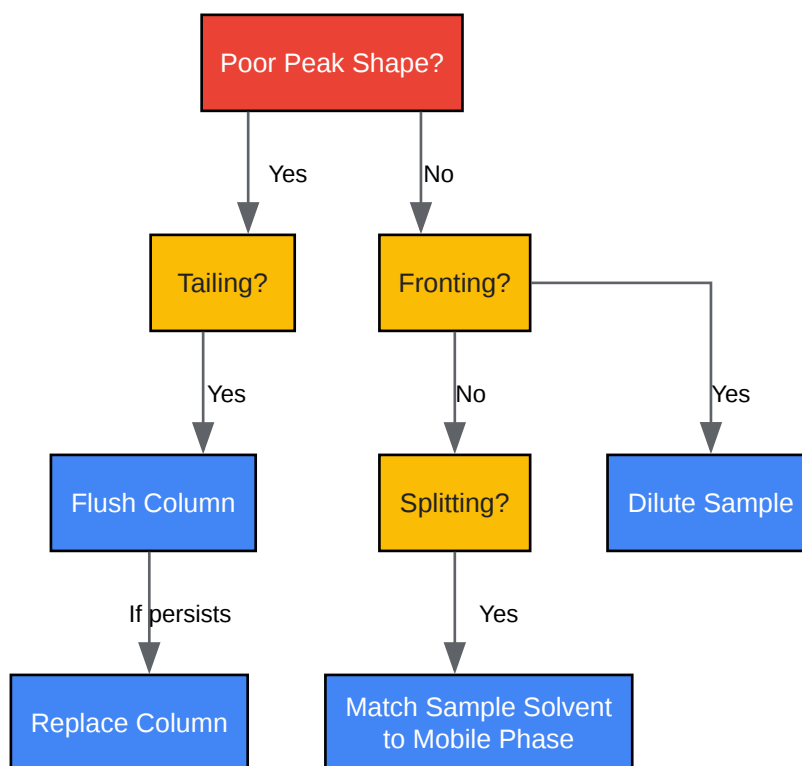 Poor Peak Shape?
Yes
No
Tailing?
Fronting?
Yes
No
Yes
Flush Column
Splitting?
Dilute Sample
If persists
Yes
Replace Column
Match Sample Solvent
to Mobile Phase